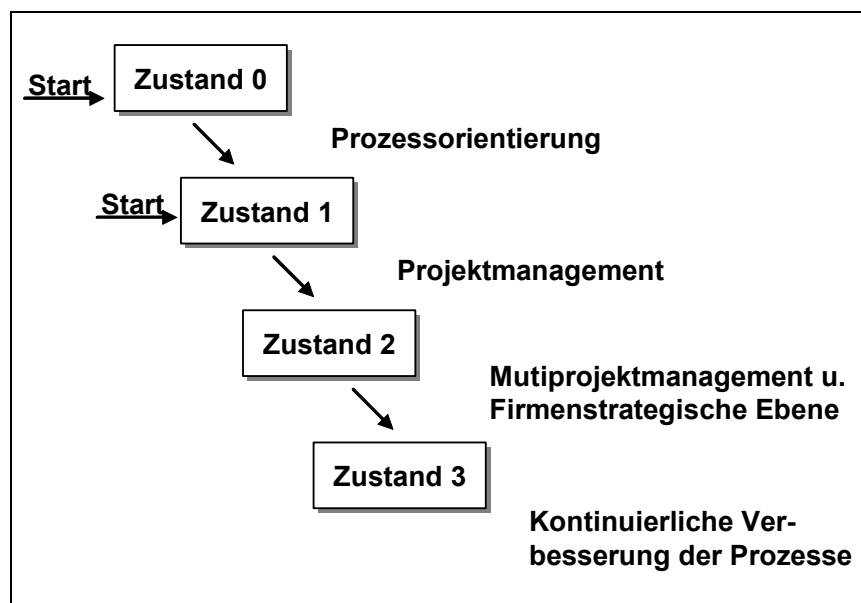 Start
Zustand 0
Prozessorientierung
Start
Zustand 1
Projektmanagement
Zustand 2
Mutiprojektmanagement u.
Firmenstrategische Ebene
Zustand 3
Kontinuierliche Ver-
besserung der Prozesse